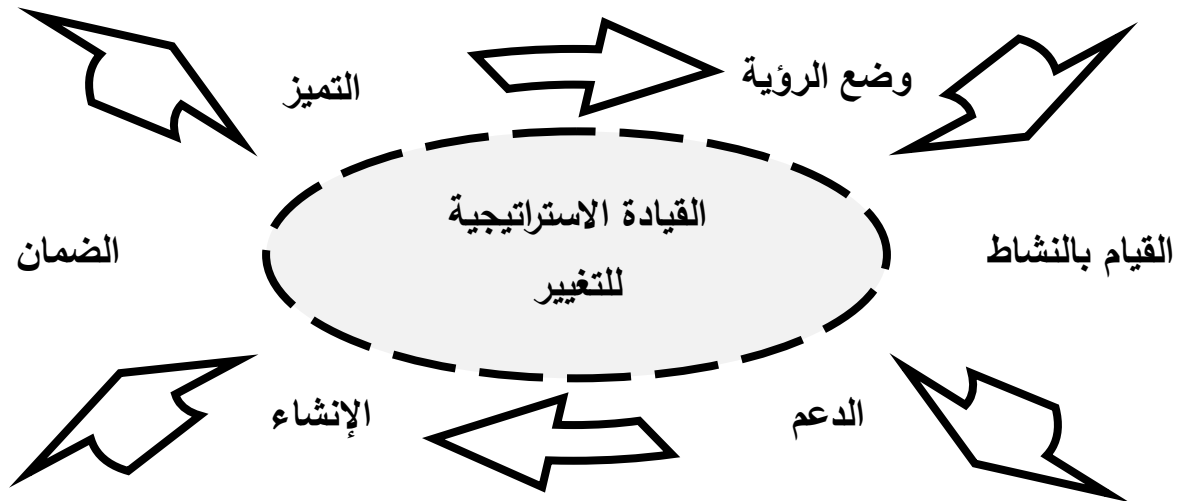 التميز
وضع الرؤية
القيادة الاستراتيجية
للتغيير
القيام بالنشاط
الضمان
الدعم
الإنشاء